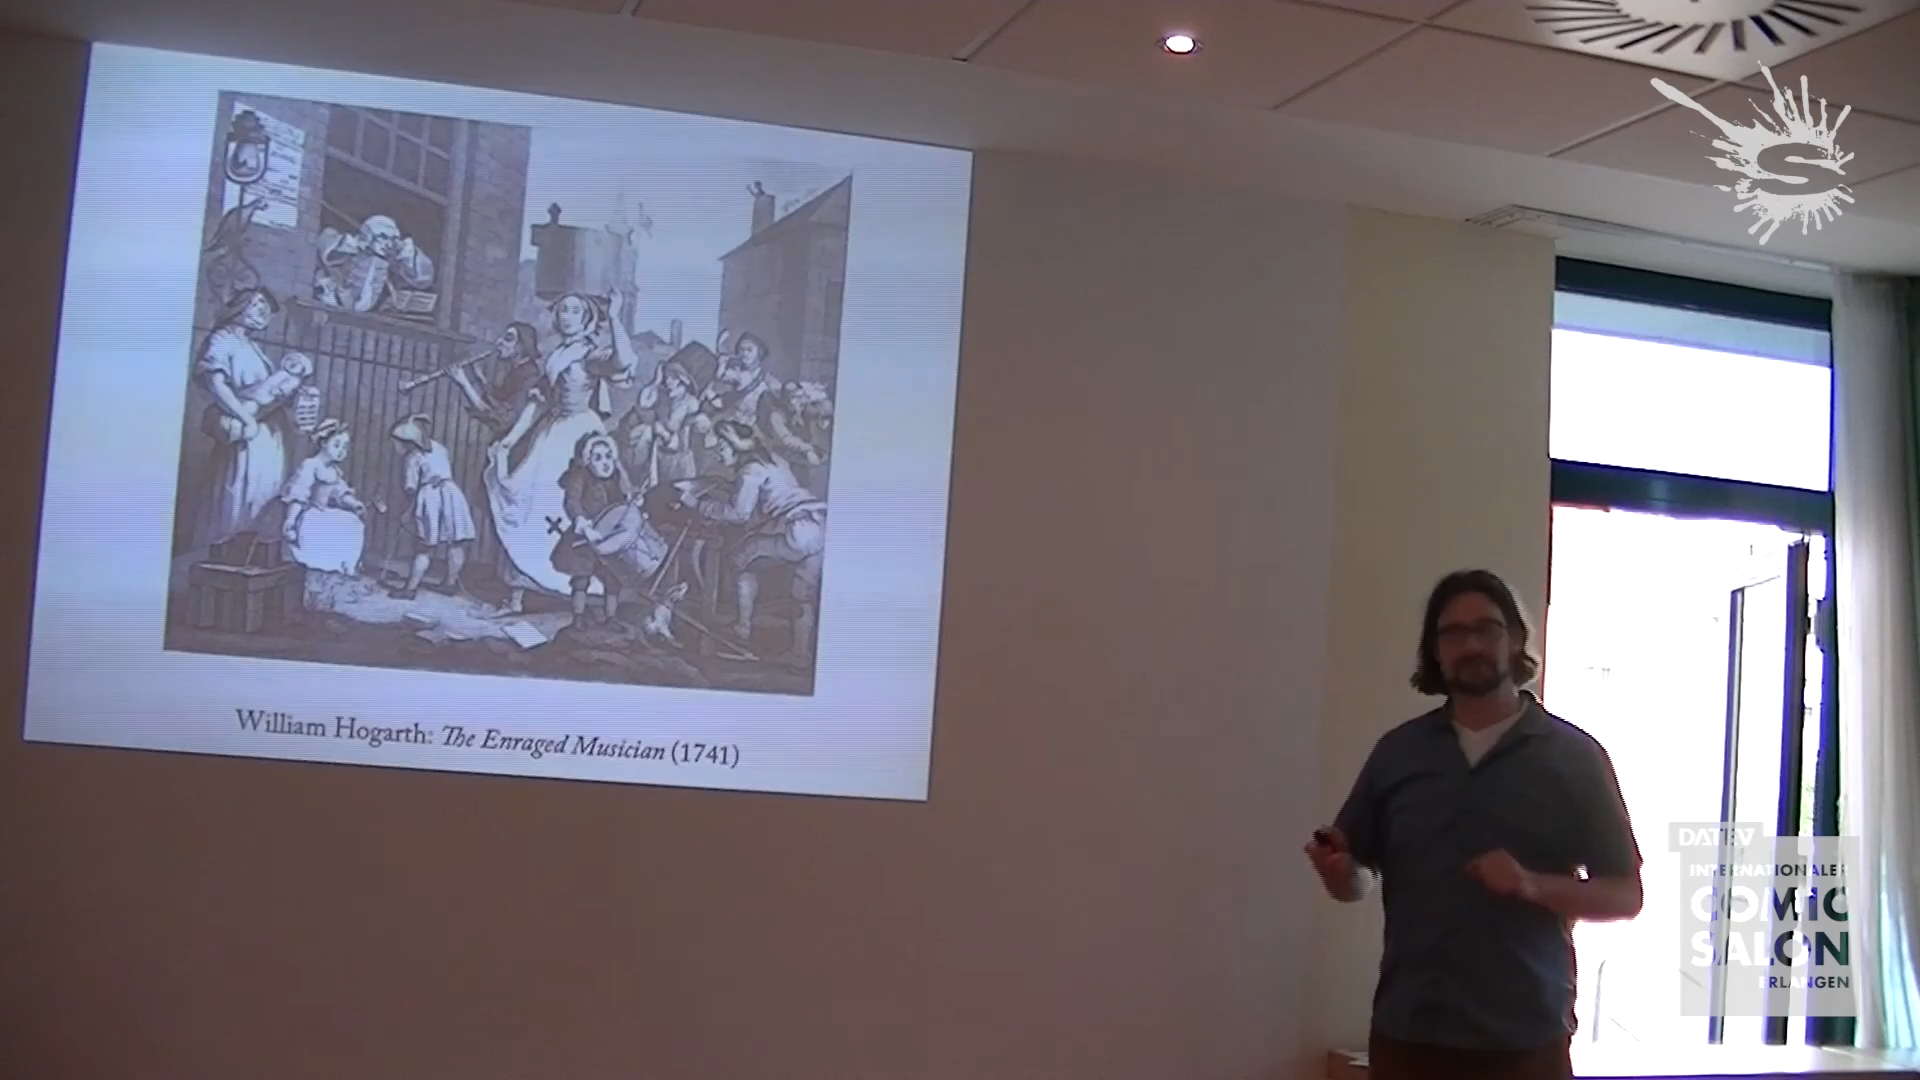 William Hogarth: The Enraged Musician (1741)
DATEV
INTERNATIONALER
COMIC
SALON
ERLANGEN